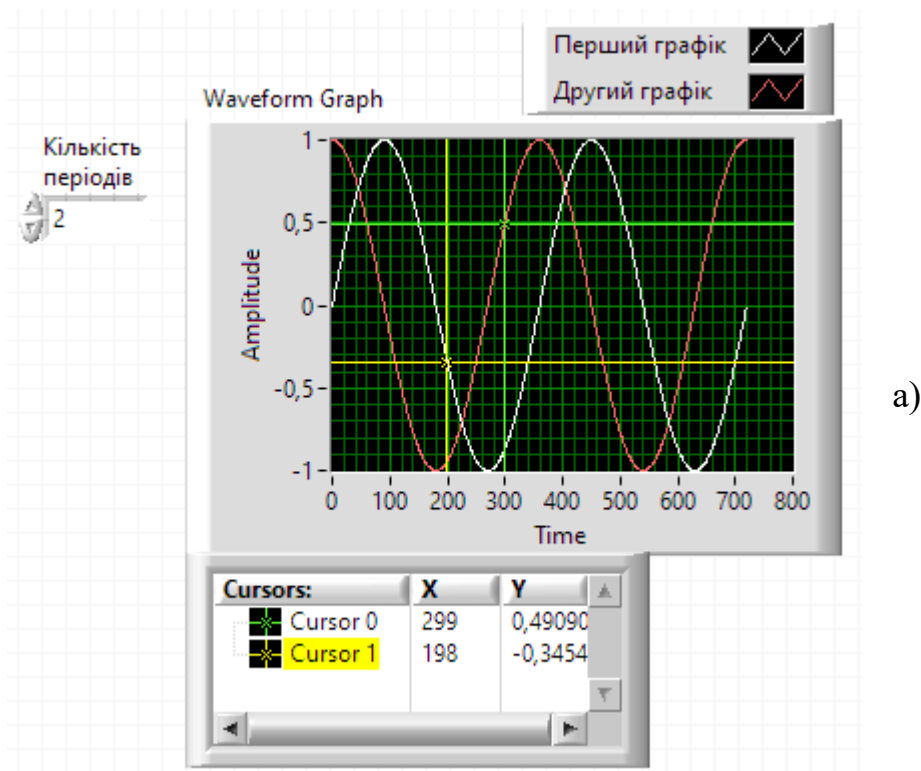 Перший графік
Другий графік
Waveform Graph
Кількість
періодів
2
Amplitude
1
0,5
0
-0,5
-1
0 100 200 300 400 500 600 700 800
Time
а)
Cursors: X Y
Cursor 0 299 0,49090
Cursor 1 198 -0,3454